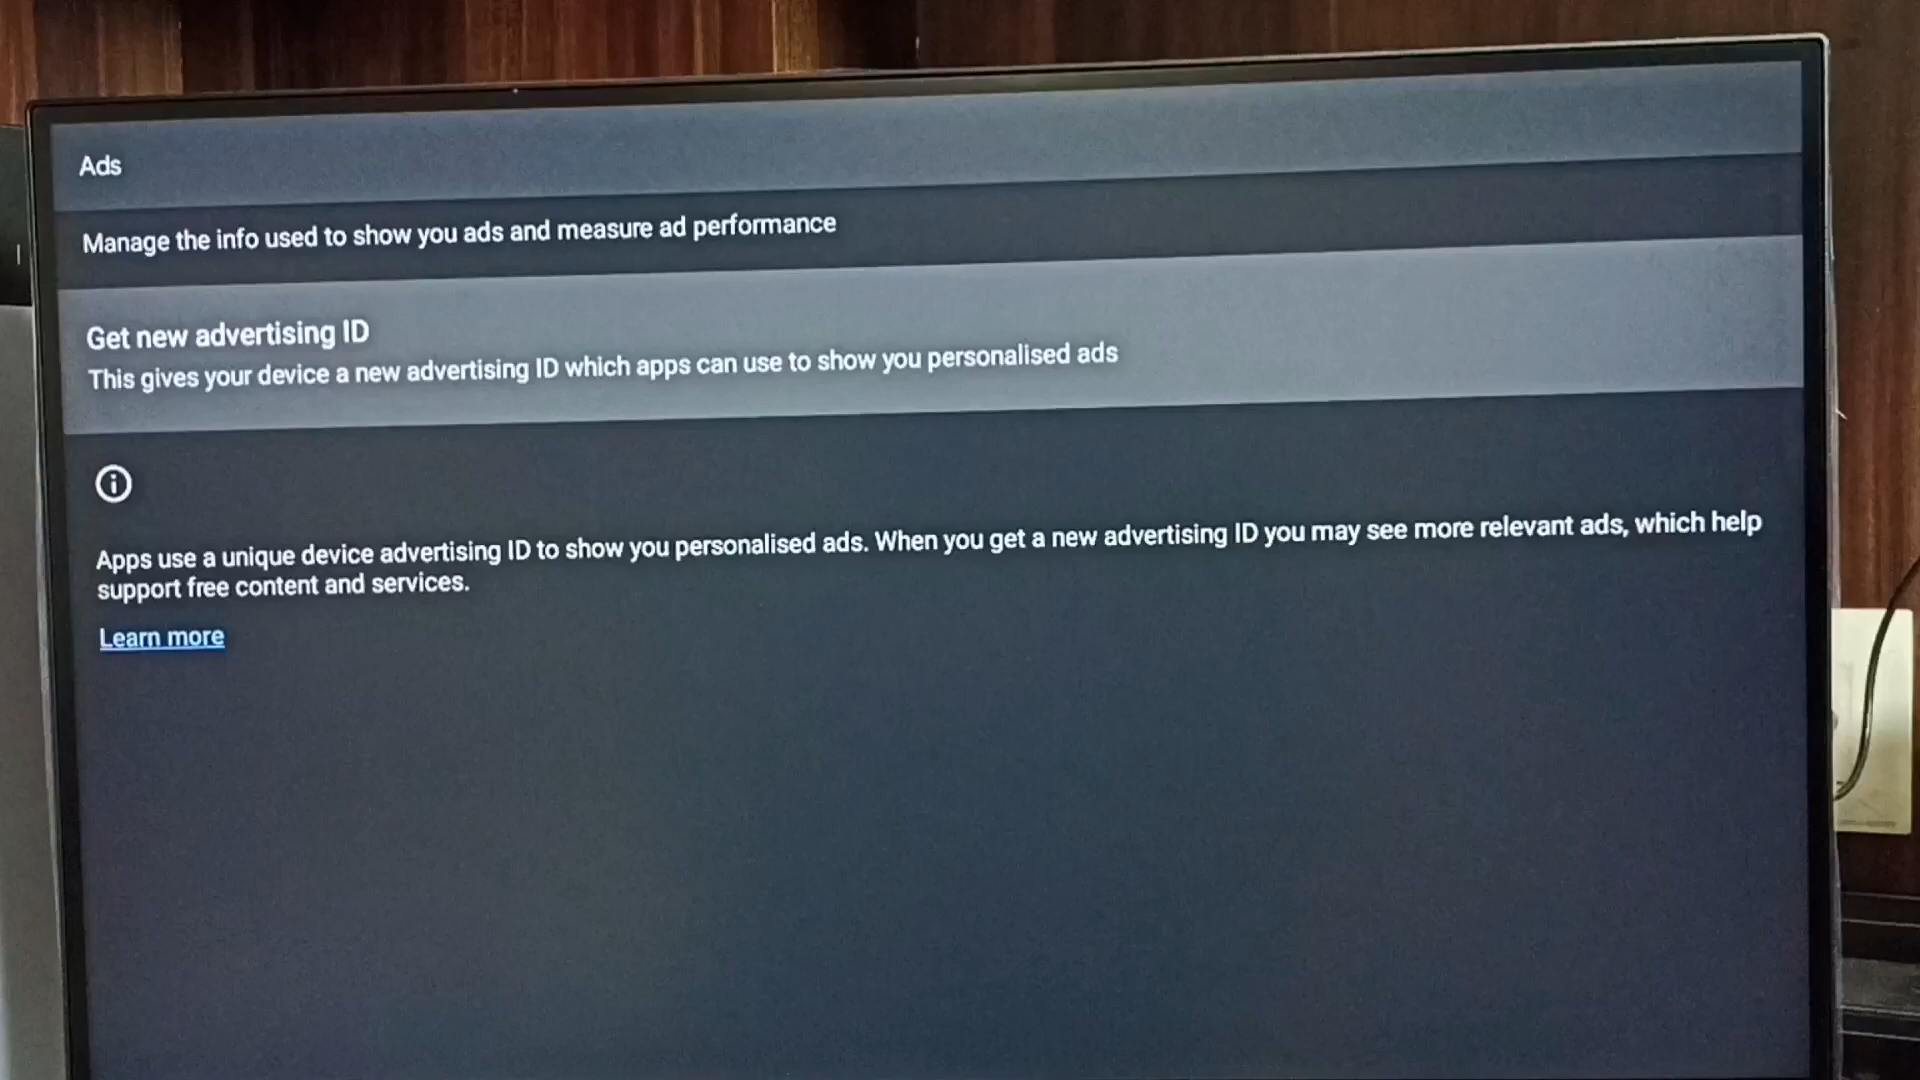 Ads
Manage the info used to show you ads and measure ad performance
Get new advertising ID
This gives your device a new advertising ID which apps can use to show you personalised ads
Apps use a unique device advertising ID to show you personalised ads. When you get a new advertising ID you may see more relevant ads, which help
support free content and services.
Learn more